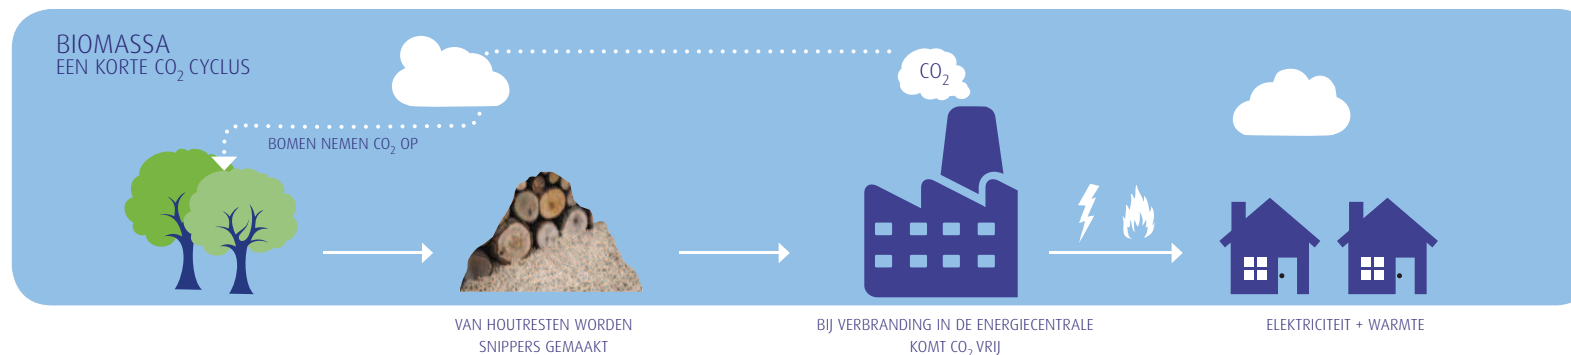 BIOMASSA
EEN KORTE CO₂ CYCLUS
CO₂
BOMEN NEMEN CO₂ OP
VAN HOUTRESTEN WORDEN
SNIPPERS GEMAAKT
BIJ VERBRANDING IN DE ENERGIECENTRALE
KOMT CO₂ VRIJ
ELEKTRICITEIT + WARMTE